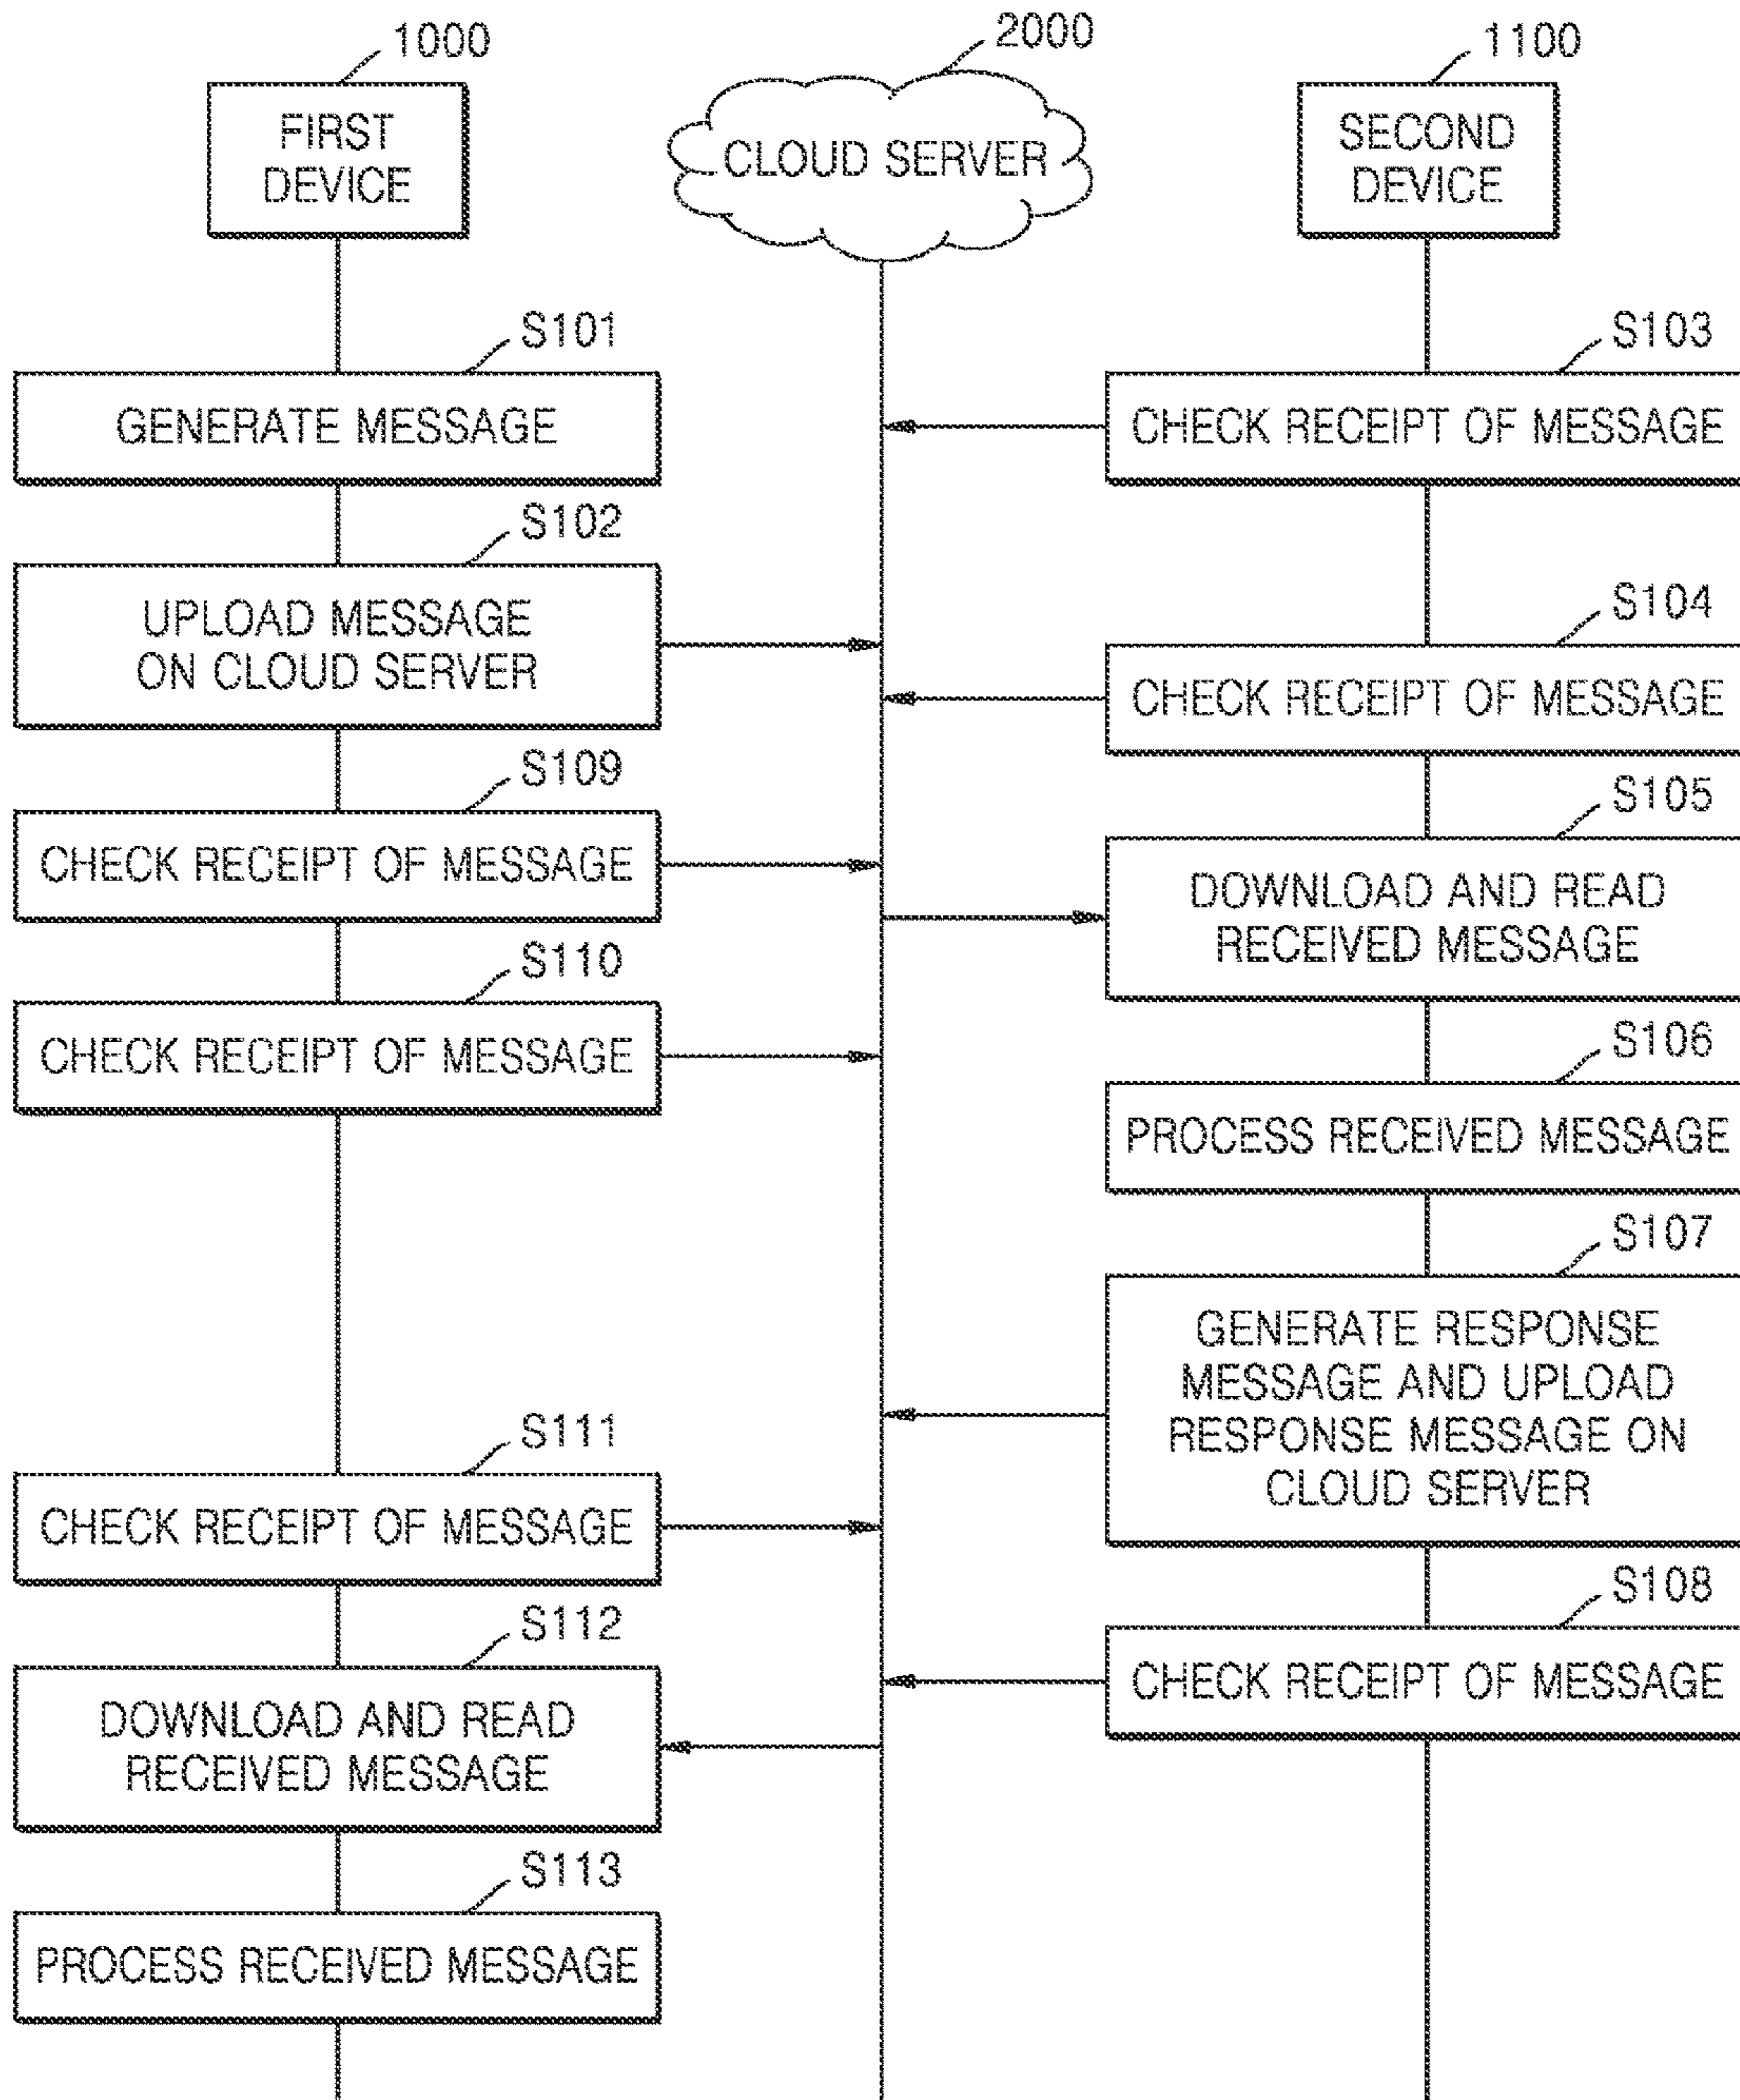 1000
FIRST
DEVICE
2000
CLOUD SERVER
1100
SECOND
DEVICE
S101
GENERATE MESSAGE
S103
CHECK RECEIPT OF MESSAGE
S102
UPLOAD MESSAGE
ON CLOUD SERVER
S104
CHECK RECEIPT OF MESSAGE
S109
CHECK RECEIPT OF MESSAGE
S105
DOWNLOAD AND READ
RECEIVED MESSAGE
S110
CHECK RECEIPT OF MESSAGE
S106
PROCESS RECEIVED MESSAGE
S107
GENERATE RESPONSE
MESSAGE AND UPLOAD
RESPONSE MESSAGE ON
CLOUD SERVER
S111
CHECK RECEIPT OF MESSAGE
S108
CHECK RECEIPT OF MESSAGE
S112
DOWNLOAD AND READ
RECEIVED MESSAGE
S113
PROCESS RECEIVED MESSAGE